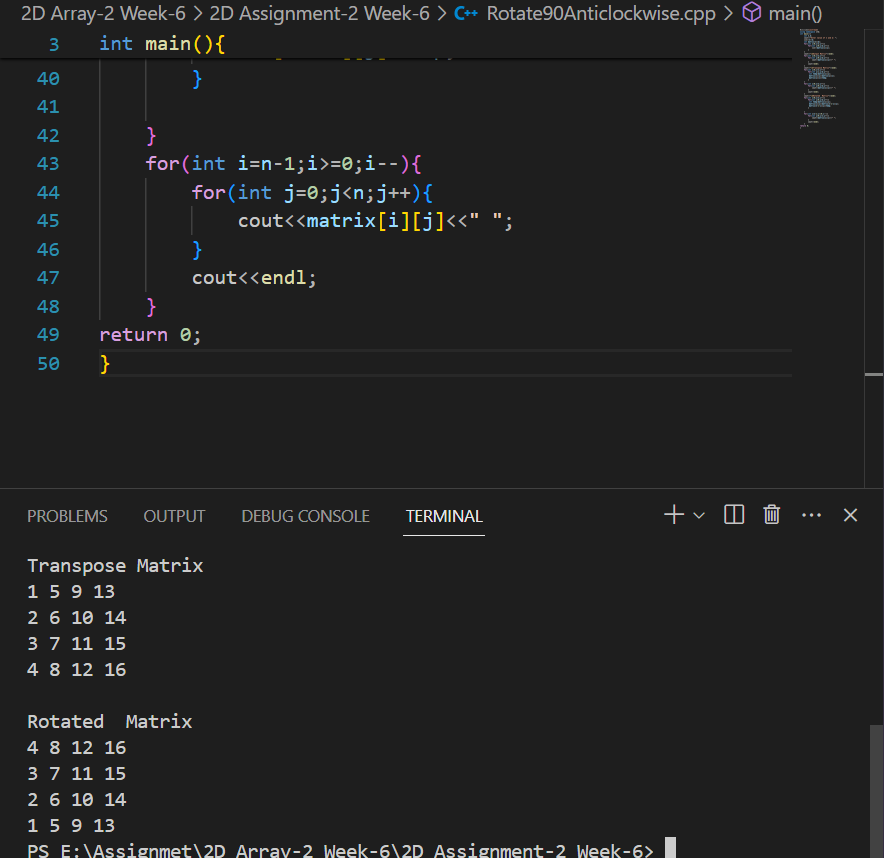 2D Array-2 Week-6 > 2D Assignment-2 Week-6 > C++ Rotate90Anticlockwise.cpp > main()
3 int main(){
40 }
41
42 }
43 for(int i=n-1;i>=0;i--){
44 for(int j=0;j<n;j++){
45 cout<<matrix[i][j]<<" ";
46 }
47 cout<<endl;
48 }
49 return 0;
50 }
PROBLEMS OUTPUT DEBUG CONSOLE TERMINAL
Transpose Matrix
1 5 9 13
2 6 10 14
3 7 11 15
4 8 12 16
Rotated  Matrix
4 8 12 16
3 7 11 15
2 6 10 14
1 5 9 13
PS E:\Assignmet\2D Array-2 Week-6\2D Assignment-2 Week-6>